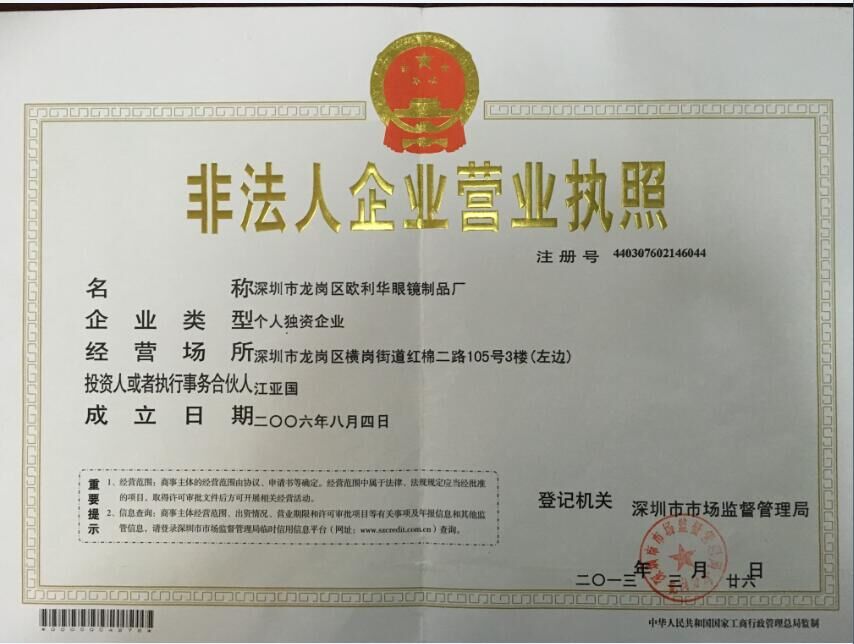 非法人企业营业执照
注册号 440307602146044
名称 深圳市龙岗区欧利华眼镜制品厂
企业类型 个人独资企业
经营场所 深圳市龙岗区横岗街道红棉二路105号3楼(左边)
投资人或者执行事务合伙人 江亚国
成立日期 二〇〇六年八月四日
重要提示
1、经营范围：商事主体的经营范围由协议、申请书等确定。经营范围中属于法律、法规规定应当经批准
的项目，取得许可审批文件后方可开展相关经营活动。
2、信息查询：商事主体经营范围、出资情况、营业期限和许可审批项目等有关事项及年报信息和其他监
管信息，请登录深圳市市场监督管理局临时信用信息平台（网址：www.szcredit.com.cn）查询。
登记机关 深圳市市场监督管理局
二〇一三年三月廿六日
中华人民共和国国家工商行政管理总局监制